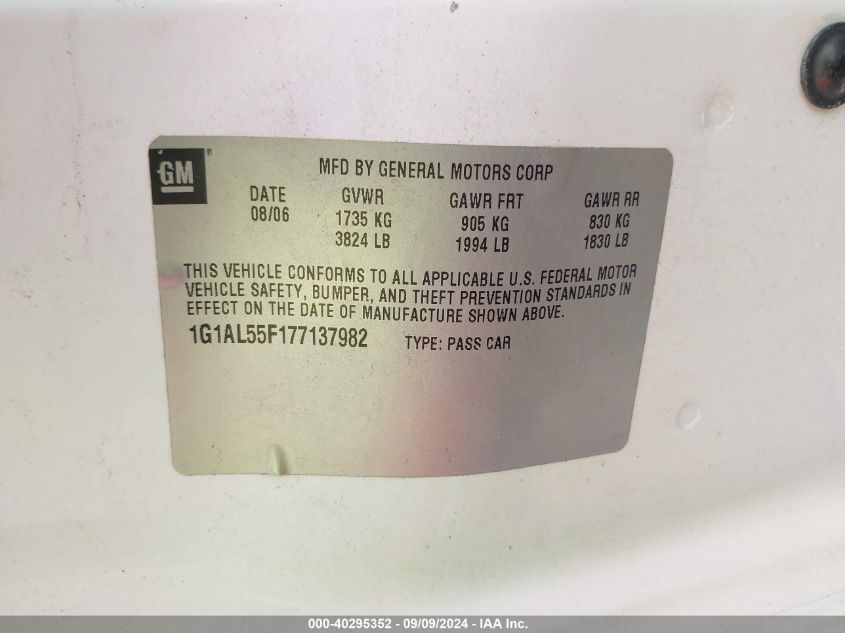 GM ®
MFD BY GENERAL MOTORS CORP
DATE GVWR GAWR FRT GAWR RR
08/06 1735 KG 905 KG 830 KG
3824 LB 1994 LB 1830 LB
THIS VEHICLE CONFORMS TO ALL APPLICABLE U.S. FEDERAL MOTOR
VEHICLE SAFETY, BUMPER, AND THEFT PREVENTION STANDARDS IN
EFFECT ON THE DATE OF MANUFACTURE SHOWN ABOVE.
1G1AL55F177137982 TYPE: PASS CAR
000-40295352 - 09/09/2024 - IAA Inc.